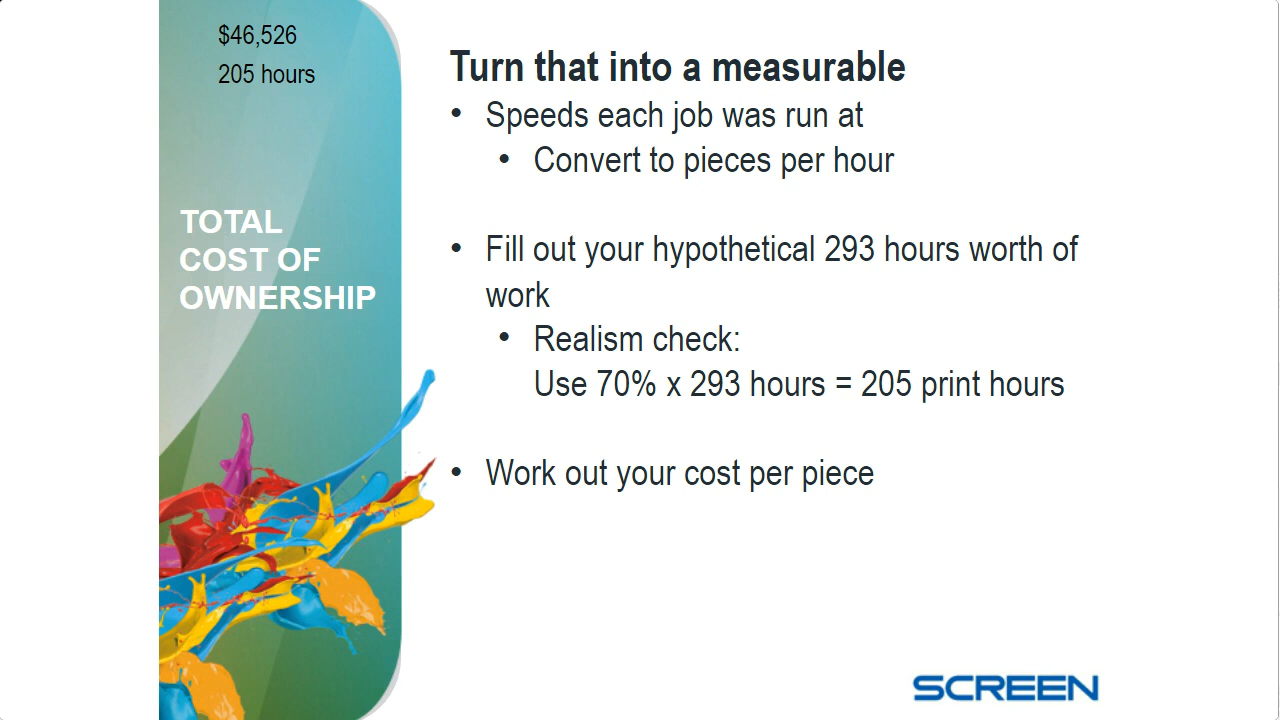 $46,526
205 hours
TOTAL
COST OF
OWNERSHIP
Turn that into a measurable
• Speeds each job was run at
• Convert to pieces per hour
• Fill out your hypothetical 293 hours worth of
work
• Realism check:
Use 70% x 293 hours = 205 print hours
• Work out your cost per piece
SCREEN